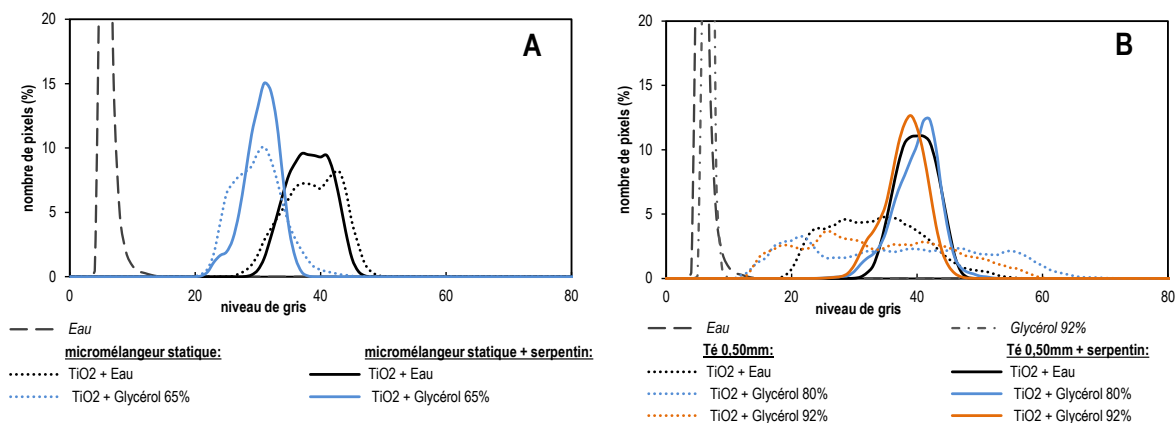 A
nombre de pixels (%)
20
15
10
5
0
0 20 40 60 80
niveau de gris
Eau
micromélangeur statique:
micromélangeur statique + serpentin:
TiO2 + Eau
TiO2 + Eau
TiO2 + Glycérol 65%
TiO2 + Glycérol 65%
B
nombre de pixels (%)
20
15
10
5
0
0 20 40 60 80
niveau de gris
Eau
Glycérol 92%
Té 0,50mm:
Té 0,50mm + serpentin:
TiO2 + Eau
TiO2 + Eau
TiO2 + Glycérol 80%
TiO2 + Glycérol 80%
TiO2 + Glycérol 92%
TiO2 + Glycérol 92%